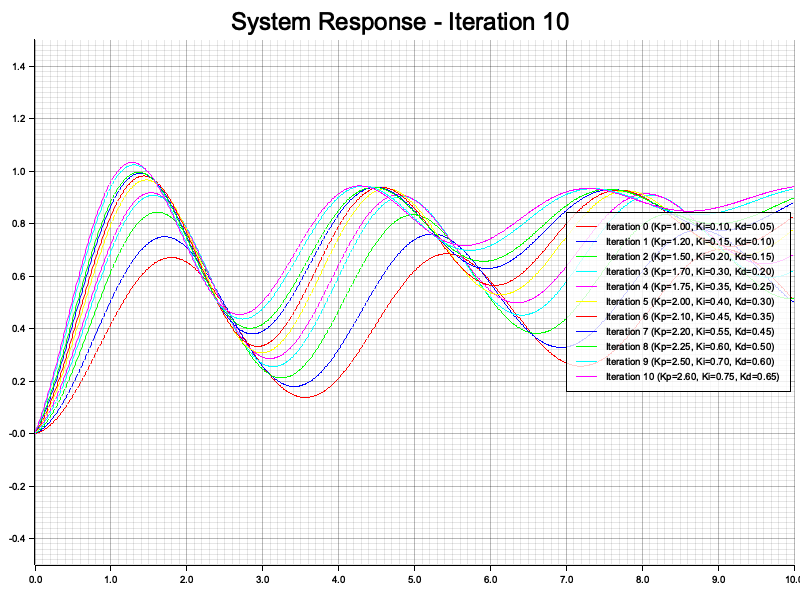 System Response - Iteration 10
1.4
1.2
1.0
0.8
0.6
0.4
0.2
-0.0
-0.2
-0.4
Iteration 0 (Kp=1.00, Ki=0.10, Kd=0.05)
Iteration 1 (Kp=1.20, Ki=0.15, Kd=0.10)
Iteration 2 (Kp=1.50, Ki=0.20, Kd=0.15)
Iteration 3 (Kp=1.70, Ki=0.30, Kd=0.20)
Iteration 4 (Kp=1.75, Ki=0.35, Kd=0.25)
Iteration 5 (Kp=2.00, Ki=0.40, Kd=0.30)
Iteration 6 (Kp=2.10, Ki=0.45, Kd=0.35)
Iteration 7 (Kp=2.20, Ki=0.55, Kd=0.45)
Iteration 8 (Kp=2.25, Ki=0.60, Kd=0.50)
Iteration 9 (Kp=2.50, Ki=0.70, Kd=0.60)
Iteration 10 (Kp=2.60, Ki=0.75, Kd=0.65)
0.0 1.0 2.0 3.0 4.0 5.0 6.0 7.0 8.0 9.0 10.0